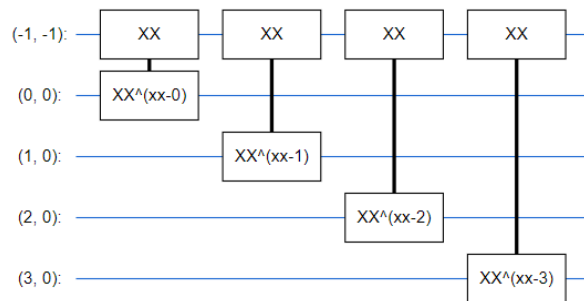 (-1, -1): XX XX XX XX
(0, 0): XX^(xx-0)
(1, 0): XX^(xx-1)
(2, 0): XX^(xx-2)
(3, 0): XX^(xx-3)